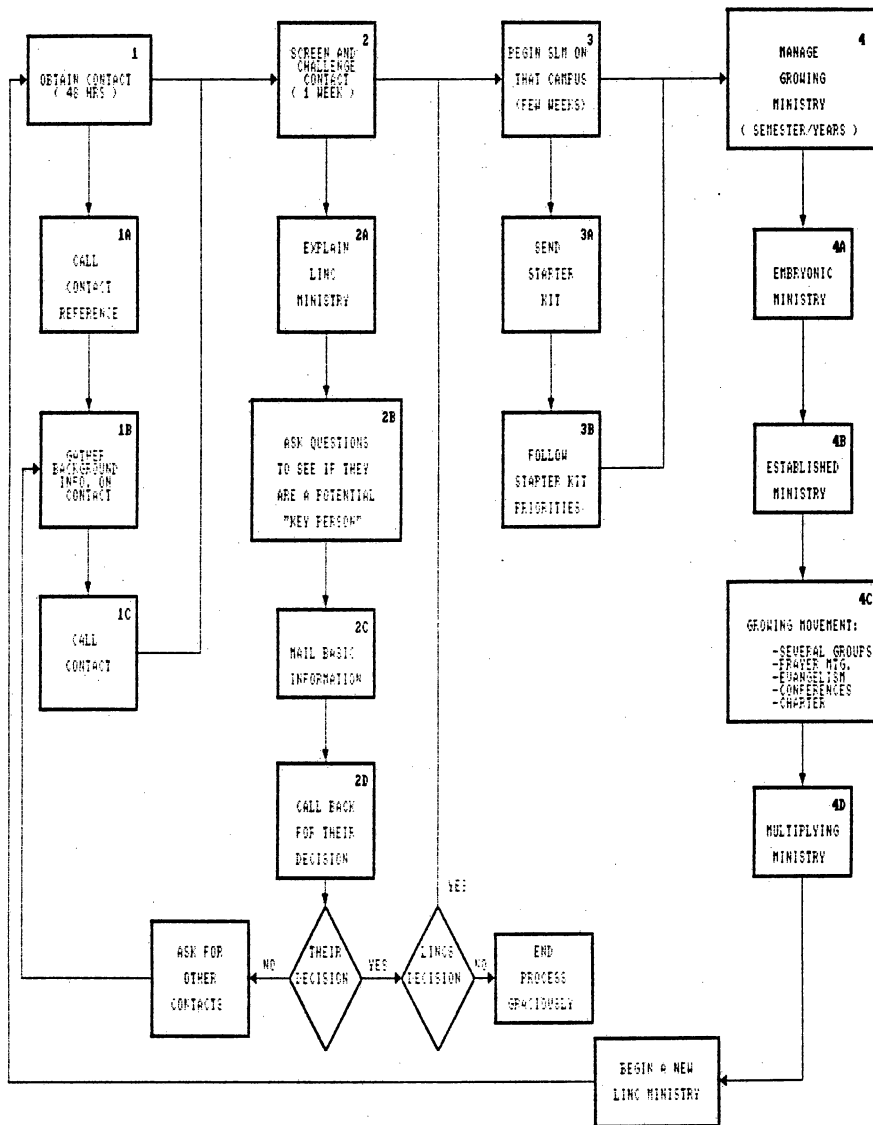 1
OBTAIN CONTACT
( 48 HRS )
2
SCREEN AND
CHALLENGE
CONTACT
( 1 WEEK )
3
BEGIN SLM ON
THAT CAMPUS
(FEW WEEKS)
4
MANAGE
GROWING
MINISTRY
( SEMESTER/YEARS )
1A
CALL
CONTACT
REFERENCE
2A
EXPLAIN
LINC
MINISTRY
3A
SEND
STARTER
KIT
4A
EMBRYONIC
MINISTRY
1B
GATHER
BACKGROUND
INFO. ON
CONTACT
2B
ASK QUESTIONS
TO SEE IF THEY
ARE A POTENTIAL
"KEY PERSON"
3B
FOLLOW
STARTER KIT
PRIORITIES
4B
ESTABLISHED
MINISTRY
1C
CALL
CONTACT
2C
MAIL BASIC
INFORMATION
4C
GROWING MOVEMENT:
-SEVERAL GROUPS
-PRAYER MTG.
-EVANGELISM
-CONFERENCES
-CHARTER
2D
CALL BACK
FOR THEIR
DECISION
4D
MULTIPLYING
MINISTRY
YES
ASK FOR
OTHER
CONTACTS
NO
THEIR
DECISION
YES
LINCS
DECISION
NO
END
PROCESS
GRACIOUSLY
BEGIN A NEW
LINC MINISTRY